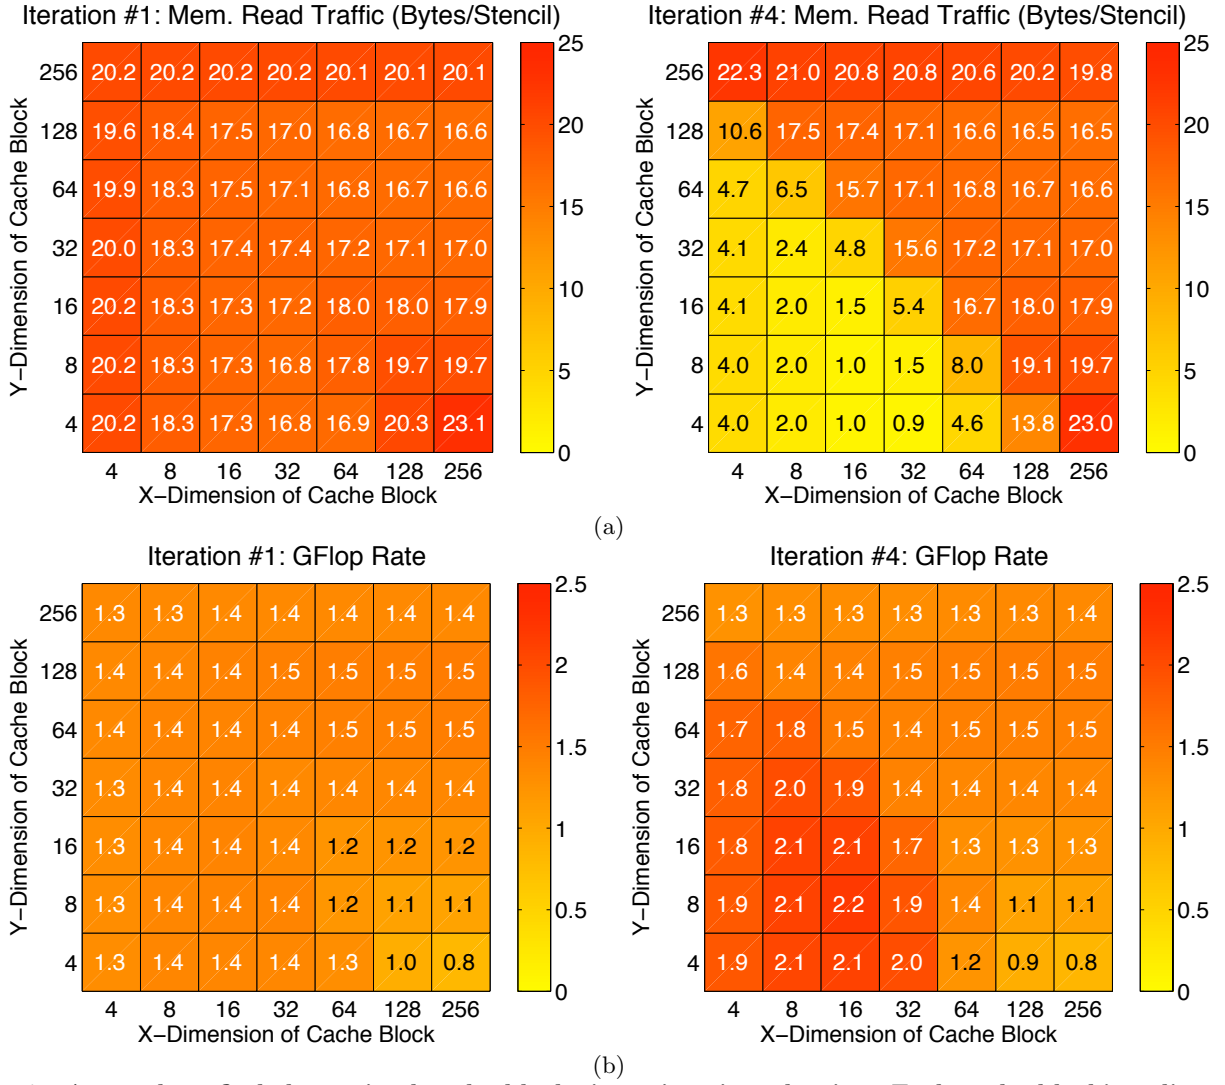 Iteration #1: Mem. Read Traffic (Bytes/Stencil)
Y−Dimension of Cache Block
256 20.2 20.2 20.2 20.2 20.1 20.1 20.1
128 19.6 18.4 17.5 17.0 16.8 16.7 16.6
64 19.9 18.3 17.5 17.1 16.8 16.7 16.6
32 20.0 18.3 17.4 17.4 17.2 17.1 17.0
16 20.2 18.3 17.3 17.2 18.0 18.0 17.9
8 20.2 18.3 17.3 16.8 17.8 19.7 19.7
4 20.2 18.3 17.3 16.8 16.9 20.3 23.1
4 8 16 32 64 128 256
X−Dimension of Cache Block
25
20
15
10
5
0
Iteration #4: Mem. Read Traffic (Bytes/Stencil)
Y−Dimension of Cache Block
256 22.3 21.0 20.8 20.8 20.6 20.2 19.8
128 10.6 17.5 17.4 17.1 16.6 16.5 16.5
64 4.7 6.5 15.7 17.1 16.8 16.7 16.6
32 4.1 2.4 4.8 15.6 17.2 17.1 17.0
16 4.1 2.0 1.5 5.4 16.7 18.0 17.9
8 4.0 2.0 1.0 1.5 8.0 19.1 19.7
4 4.0 2.0 1.0 0.9 4.6 13.8 23.0
4 8 16 32 64 128 256
X−Dimension of Cache Block
25
20
15
10
5
0
(a)
Iteration #1: GFlop Rate
Y−Dimension of Cache Block
256 1.3 1.3 1.4 1.4 1.4 1.4 1.4
128 1.4 1.4 1.4 1.5 1.5 1.5 1.5
64 1.4 1.4 1.4 1.4 1.5 1.5 1.5
32 1.3 1.4 1.4 1.4 1.4 1.4 1.4
16 1.3 1.4 1.4 1.4 1.2 1.2 1.2
8 1.3 1.4 1.4 1.4 1.2 1.1 1.1
4 1.3 1.4 1.4 1.4 1.3 1.0 0.8
4 8 16 32 64 128 256
X−Dimension of Cache Block
2.5
2
1.5
1
0.5
0
Iteration #4: GFlop Rate
Y−Dimension of Cache Block
256 1.3 1.3 1.3 1.3 1.3 1.3 1.4
128 1.6 1.4 1.4 1.5 1.5 1.5 1.5
64 1.7 1.8 1.5 1.4 1.5 1.5 1.5
32 1.8 2.0 1.9 1.4 1.4 1.4 1.4
16 1.8 2.1 2.1 1.7 1.3 1.3 1.3
8 1.9 2.1 2.2 1.9 1.4 1.1 1.1
4 1.9 2.1 2.1 2.0 1.2 0.9 0.8
4 8 16 32 64 128 256
X−Dimension of Cache Block
2.5
2
1.5
1
0.5
0
(b)